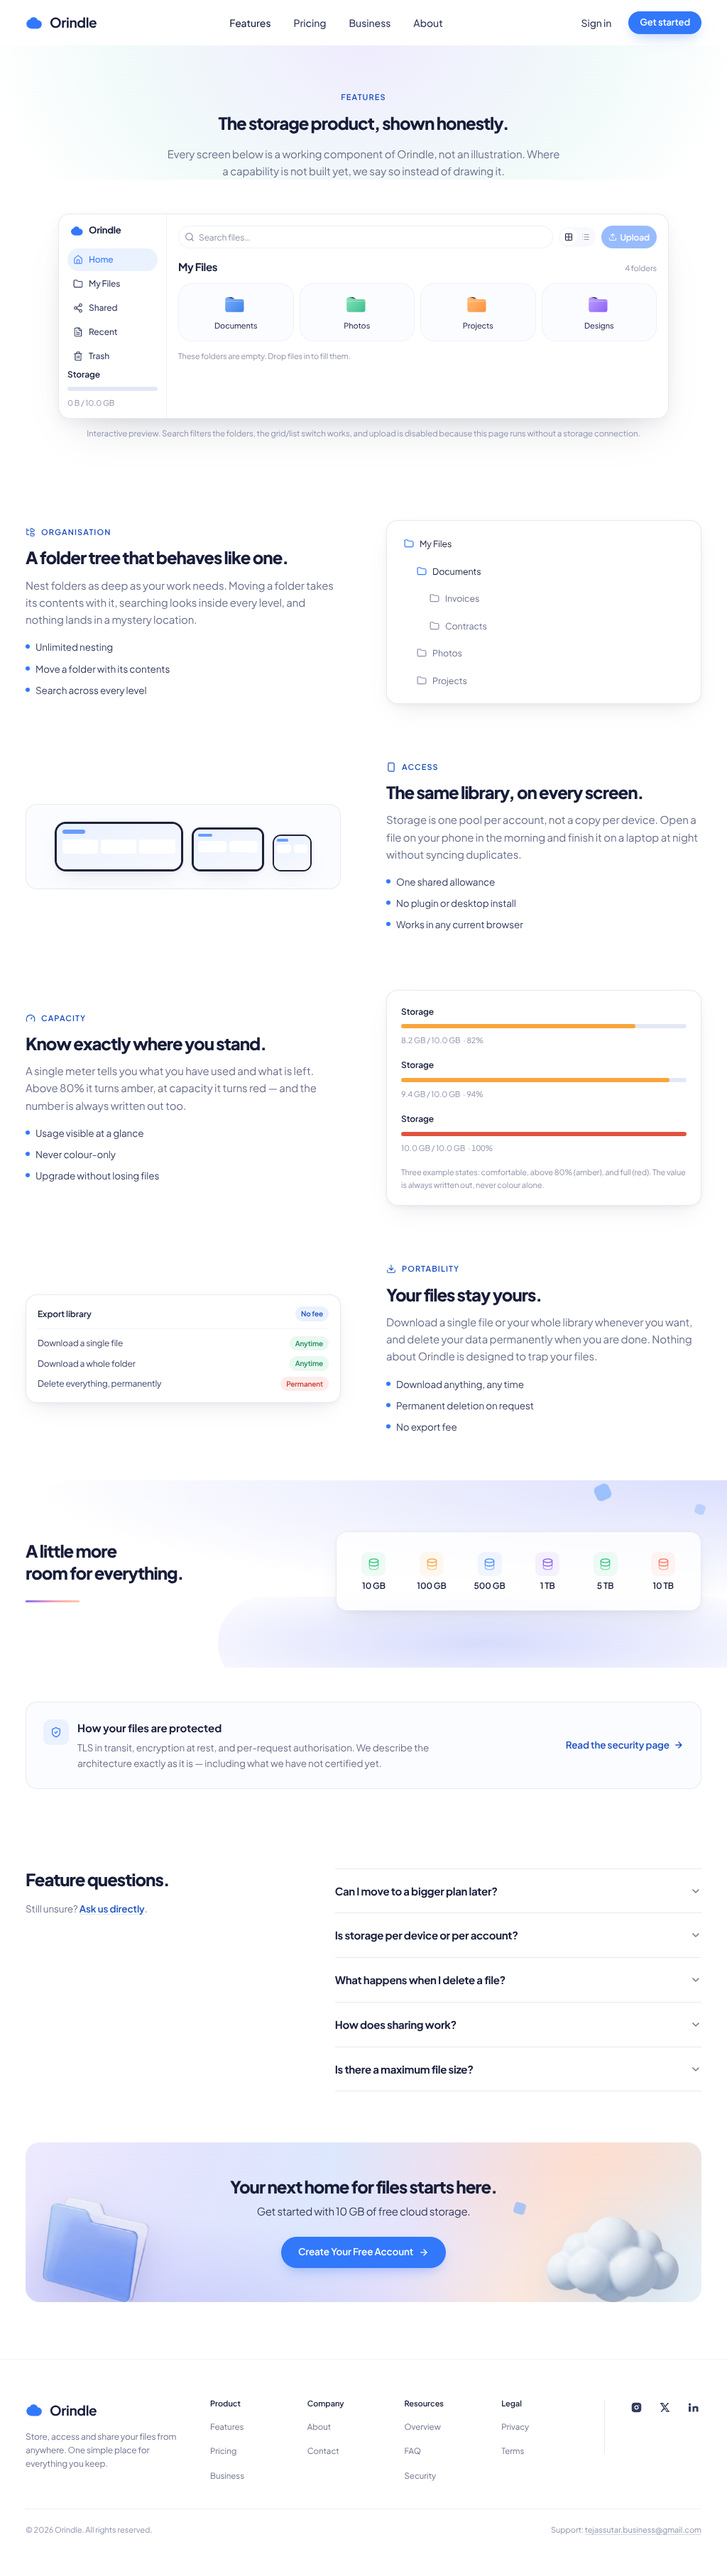 Orindle
Features
Pricing
Business
About
Sign in
Get started
FEATURES
The storage product, shown honestly.
Every screen below is a working component of Orindle, not an illustration. Where
a capability is not built yet, we say so instead of drawing it.
Orindle
Home
My Files
Shared
Recent
Trash
Storage
0 B / 10.0 GB
Search files...
Upload
My Files
4 folders
Documents
Photos
Projects
Designs
These folders are empty. Drop files in to fill them.
Interactive preview. Search filters the folders, the grid/list switch works, and upload is disabled because this page runs without a storage connection.
ORGANISATION
A folder tree that behaves like one.
Nest folders as deep as your work needs. Moving a folder takes
its contents with it, searching looks inside every level, and
nothing lands in a mystery location.
Unlimited nesting
Move a folder with its contents
Search across every level
My Files
Documents
Invoices
Contracts
Photos
Projects
ACCESS
The same library, on every screen.
Storage is one pool per account, not a copy per device. Open a
file on your phone in the morning and finish it on a laptop at night
without syncing duplicates.
One shared allowance
No plugin or desktop install
Works in any current browser
CAPACITY
Know exactly where you stand.
A single meter tells you what you have used and what is left.
Above 80% it turns amber, at capacity it turns red — and the
number is always written out too.
Usage visible at a glance
Never colour-only
Upgrade without losing files
Storage
8.2 GB / 10.0 GB · 82%
Storage
9.4 GB / 10.0 GB · 94%
Storage
10.0 GB / 10.0 GB · 100%
Three example states: comfortable, above 80% (amber), and full (red). The value
is always written out, never colour alone.
Export library
No fee
Download a single file
Anytime
Download a whole folder
Anytime
Delete everything, permanently
Permanent
PORTABILITY
Your files stay yours.
Download a single file or your whole library whenever you want,
and delete your data permanently when you are done. Nothing
about Orindle is designed to trap your files.
Download anything, any time
Permanent deletion on request
No export fee
A little more
room for everything.
10 GB
100 GB
500 GB
1 TB
5 TB
10 TB
How your files are protected
TLS in transit, encryption at rest, and per-request authorisation. We describe the
architecture exactly as it is — including what we have not certified yet.
Read the security page
Feature questions.
Still unsure? Ask us directly.
Can I move to a bigger plan later?
Is storage per device or per account?
What happens when I delete a file?
How does sharing work?
Is there a maximum file size?
Your next home for files starts here.
Get started with 10 GB of free cloud storage.
Create Your Free Account
Orindle
Store, access and share your files from
anywhere. One simple place for
everything you keep.
Product
Features
Pricing
Business
Company
About
Contact
Resources
Overview
FAQ
Security
Legal
Privacy
Terms
© 2026 Orindle. All rights reserved.
Support: tejassutar.business@gmail.com